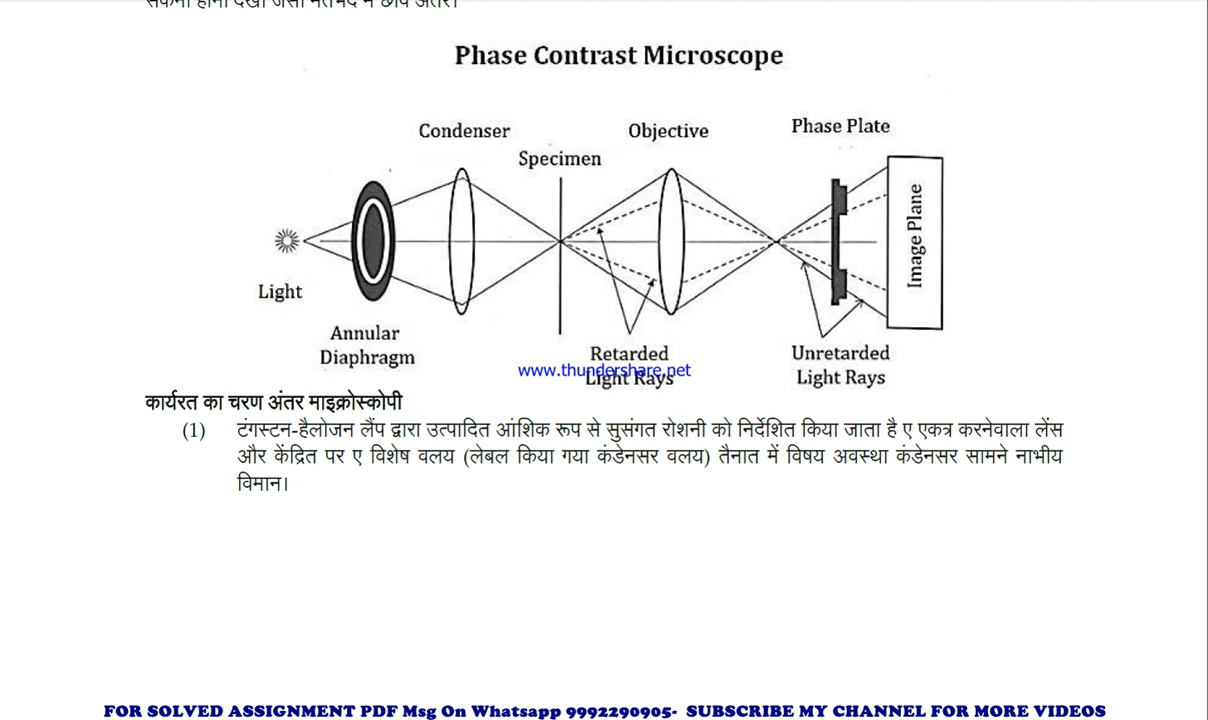 Phase Contrast Microscope
Condenser
Objective
Phase Plate
Specimen
Image Plane
Light
Annular
Diaphragm
Retarded
Light Rays
Unretarded
Light Rays
www.thundershare.net
कार्यरत का चरण अंतर माइक्रोस्कोपी
(1) टंगस्टन-हैलोजन लैंप द्वारा उत्पादित आंशिक रूप से सुसंगत रोशनी को निर्देशित किया जाता है ए एकत्र करनेवाला लेंस
और केंद्रित पर ए विशेष वलय (लेबल किया गया कंडेनसर वलय) तैनात में विषय अवस्था कंडेनसर सामने नाभीय
विमान।
FOR SOLVED ASSIGNMENT PDF Msg On Whatsapp 9992290905- SUBSCRIBE MY CHANNEL FOR MORE VIDEOS